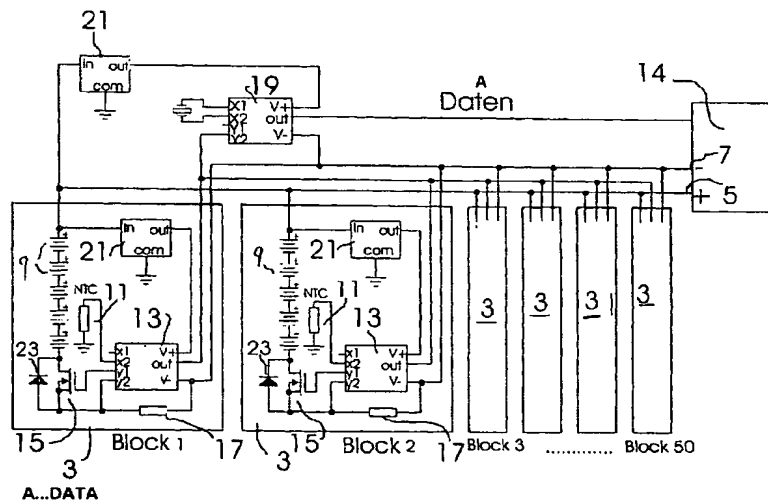 21
in out
com
19
X1 V+
X2 out
Y1
Y2 V-
A
Daten
14
7
-
+
5
in out
21 com
9
NTC
11
13
X1 V+
X2 out
Y1
Y2 V-
23
15
17
3
Block 1
in out
21 com
9
NTC
11
13
X1 V+
X2 out
Y1
Y2 V-
23
15
17
3
Block 2
3
3
3
3
Block 3 ............. Block 50
A...DATA